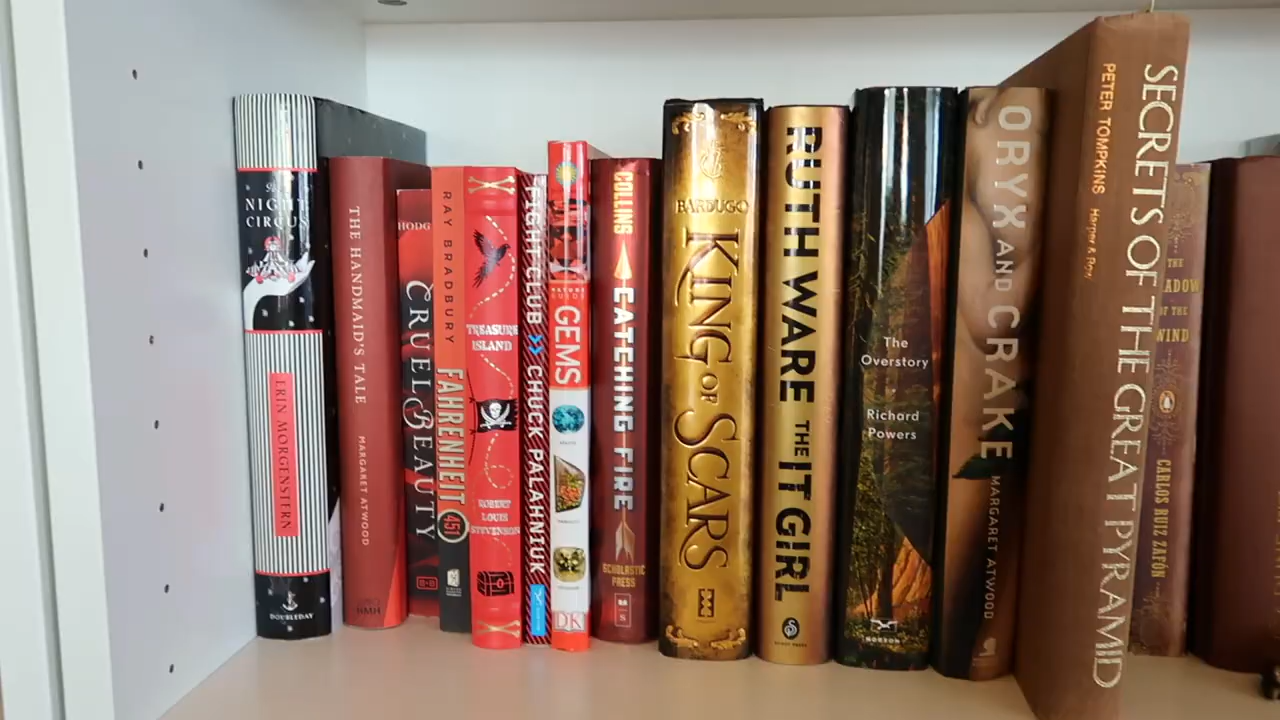 The
NIGHT
CIRCUS
ERIN MORGENSTERN
DOUBLEDAY
THE HANDMAID'S TALE
MARGARET ATWOOD
HMH
HODG
CRUEL BEAUTY
RAY BRADBURY
FAHRENHEIT
451
TREASURE
ISLAND
ROBERT
LOUIS
STEVENSON
FIGHT CLUB
CHUCK PALAHNIUK
GEMS
DK
COLLINS
CATCHING FIRE
SCHOLASTIC
PRESS
S
BARDUGO
KING OF SCARS
RUTH WARE
THE IT GIRL
The
Overstory
Richard
Powers
NORTON
ORYX AND CRAKE
MARGARET ATWOOD
PETER TOMPKINS
Harper & Row
SECRETS OF THE GREAT PYRAMID
THE
ADOW
OF THE
WIND
CARLOS RUIZ ZAFÓN